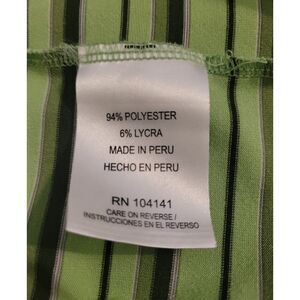 94% POLYESTER
6% LYCRA
MADE IN PERU
HECHO EN PERU
RN 104141
CARE ON REVERSE /
INSTRUCCIONES EN EL REVERSO